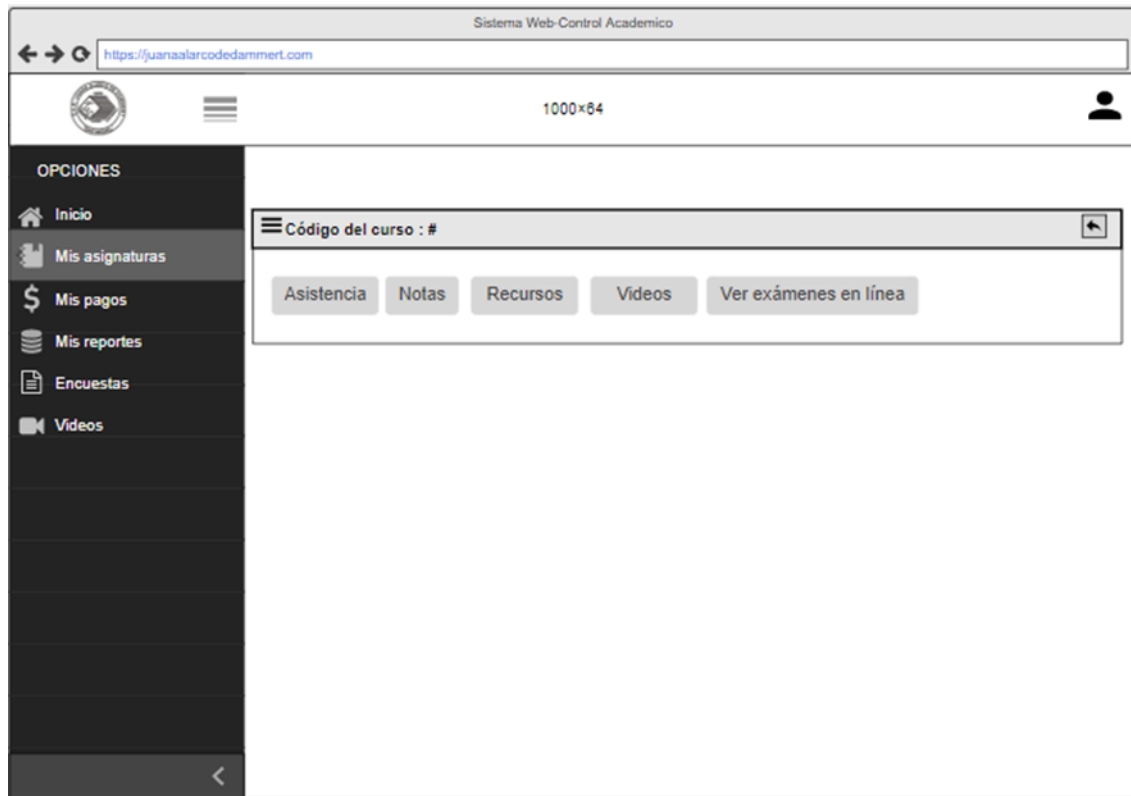 Sistema Web-Control Academico
https://juanaalarcodedammert.com
1000×64
OPCIONES
Inicio
Mis asignaturas
Mis pagos
Mis reportes
Encuestas
Videos
Código del curso : #
Asistencia Notas Recursos Videos Ver exámenes en línea